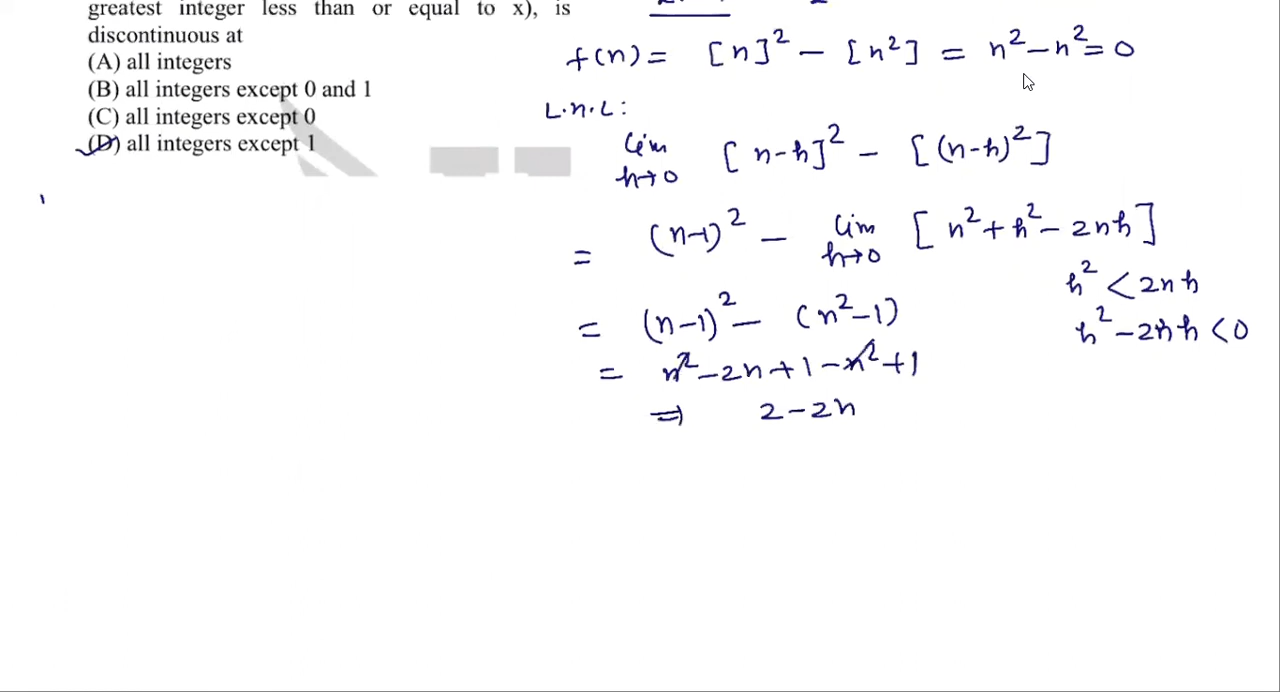 greatest integer less than or equal to x), is
discontinuous at
(A) all integers
(B) all integers except 0 and 1
(C) all integers except 0
(D) all integers except 1
f(n) = [n]² – [n²] = n² – n² = 0
L.n.L :
lim h→0 [n-h]² – [(n-h)²]
= (n-1)² – lim h→0 [n² + h² – 2nh]
h² < 2nh
= (n-1)² – (n²-1)
h² – 2nh < 0
= n² – 2n + 1 – n² + 1
⇒ 2 – 2n